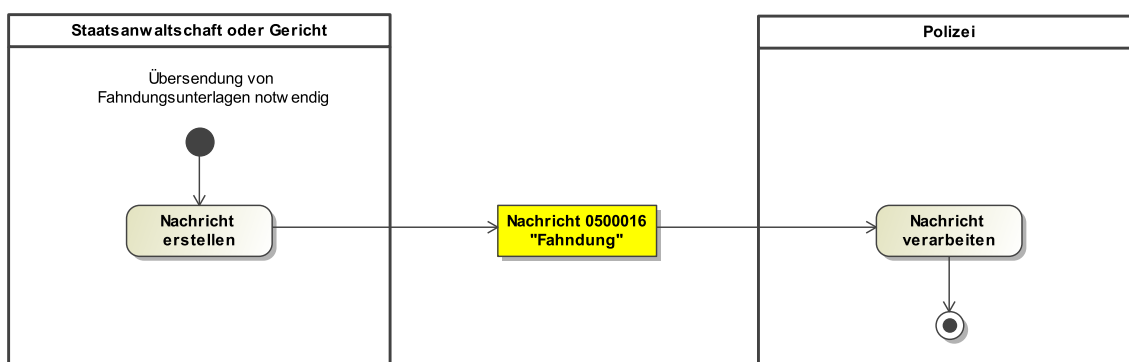 Staatsanwaltschaft oder Gericht
Polizei
Übersendung von
Fahndungsunterlagen notwendig
Nachricht
erstellen
Nachricht 0500016
"Fahndung"
Nachricht
verarbeiten